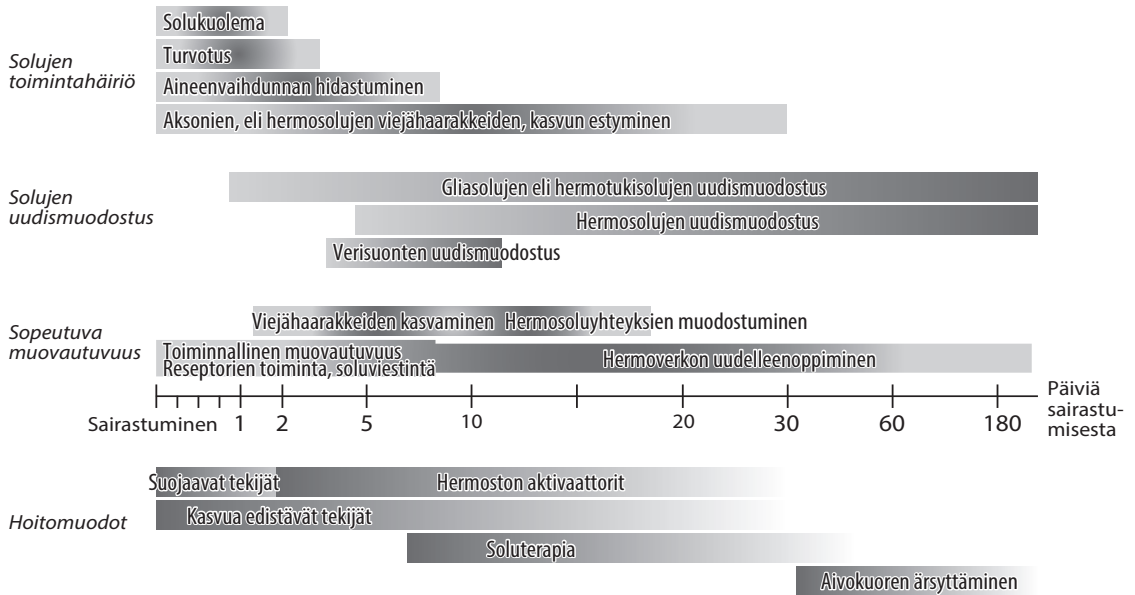 Solujen
toimintahäiriö
Solukuolema
Turvotus
Aineenvaihdunnan hidastuminen
Aksonien, eli hermosolujen viejähaarakkeiden, kasvun estyminen
Solujen
uudismuodostus
Gliasolujen eli hermotukisolujen uudismuodostus
Hermosolujen uudismuodostus
Verisuonten uudismuodostus
Sopeutuva
muovautuvuus
Viejähaarakkeiden kasvaminen Hermosoluyhteyksien muodostuminen
Toiminnallinen muovautuvuus
Reseptorien toiminta, soluviestintä
Hermoverkon uudelleenoppiminen
Sairastuminen 1 2 5 10 20 30 60 180
Päiviä
sairastu-
misesta
Hoitomuodot
Suojaavat tekijät Hermoston aktivaattorit
Kasvua edistävät tekijät
Soluterapia
Aivokuoren ärsyttäminen